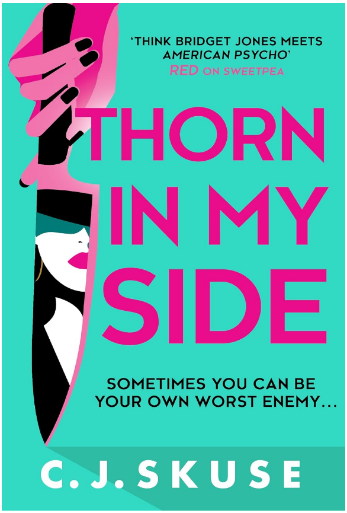 ‘THINK BRIDGET JONES MEETS
AMERICAN PSYCHO’
RED ON SWEETPEA
THORN
IN MY
SIDE
SOMETIMES YOU CAN BE
YOUR OWN WORST ENEMY...
C.J.SKUSE